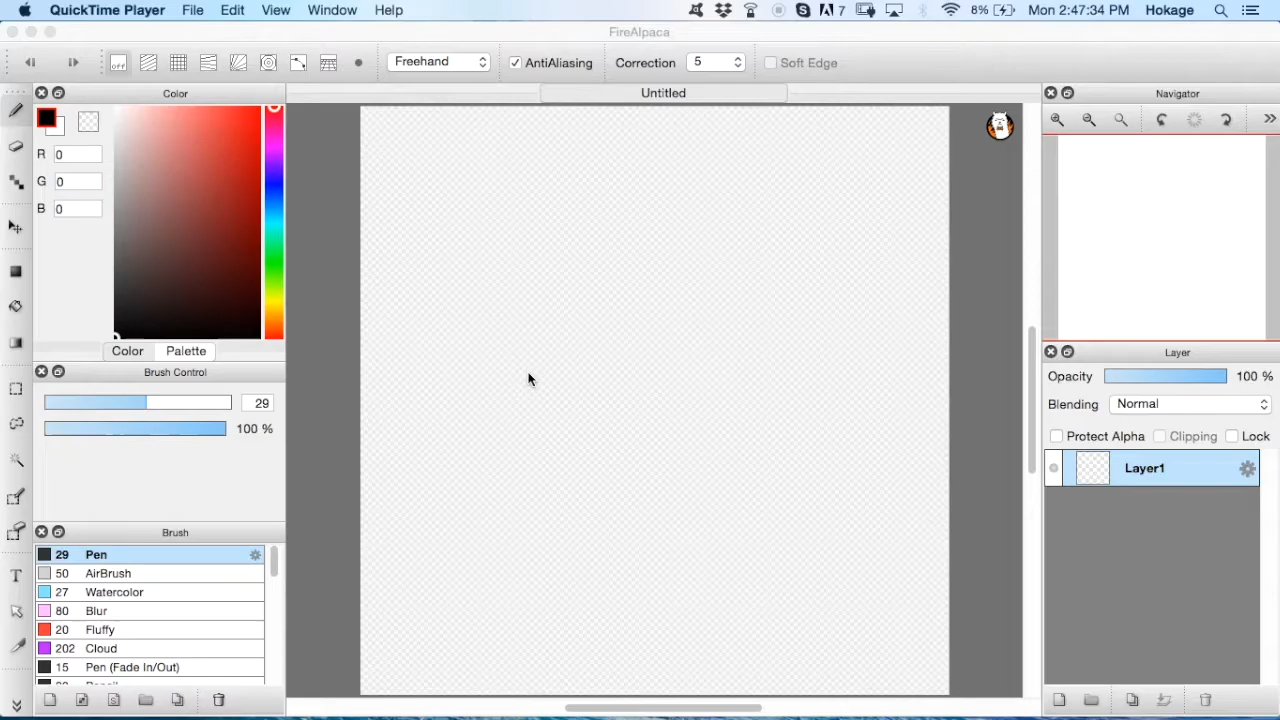 QuickTime Player File Edit View Window Help 7 8% Mon 2:47:34 PM Hokage
FireAlpaca
off Freehand AntiAliasing Correction 5 Soft Edge
Color Untitled Navigator
R 0
G 0
B 0
Color Palette
Layer
Brush Control
Opacity 100 %
29
Blending Normal
100 %
Protect Alpha Clipping Lock
Layer1
Brush
29 Pen
50 AirBrush
27 Watercolor
80 Blur
20 Fluffy
202 Cloud
15 Pen (Fade In/Out)
T